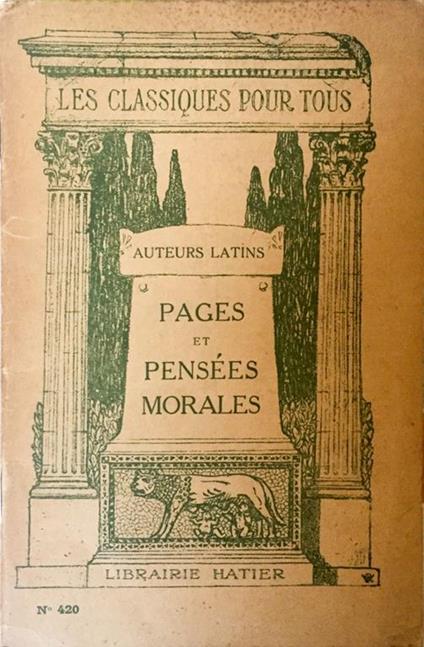 LES CLASSIQUES POUR TOUS
AUTEURS LATINS
PAGES
ET
PENSÉES
MORALES
LIBRAIRIE HATIER
N° 420